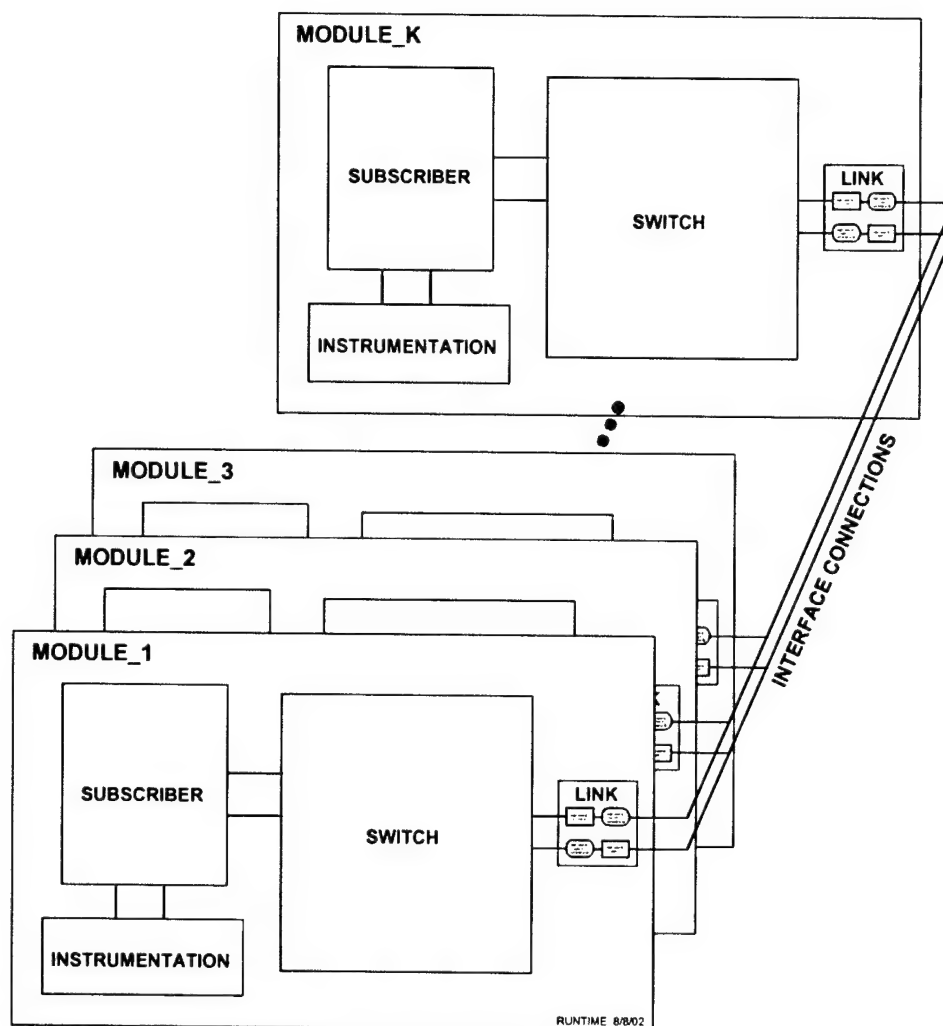 MODULE_K
SUBSCRIBER
SWITCH
LINK
INSTRUMENTATION
INTERFACE CONNECTIONS
MODULE_3
MODULE_2
MODULE_1
SUBSCRIBER
SWITCH
LINK
INSTRUMENTATION
RUNTIME 8/8/02